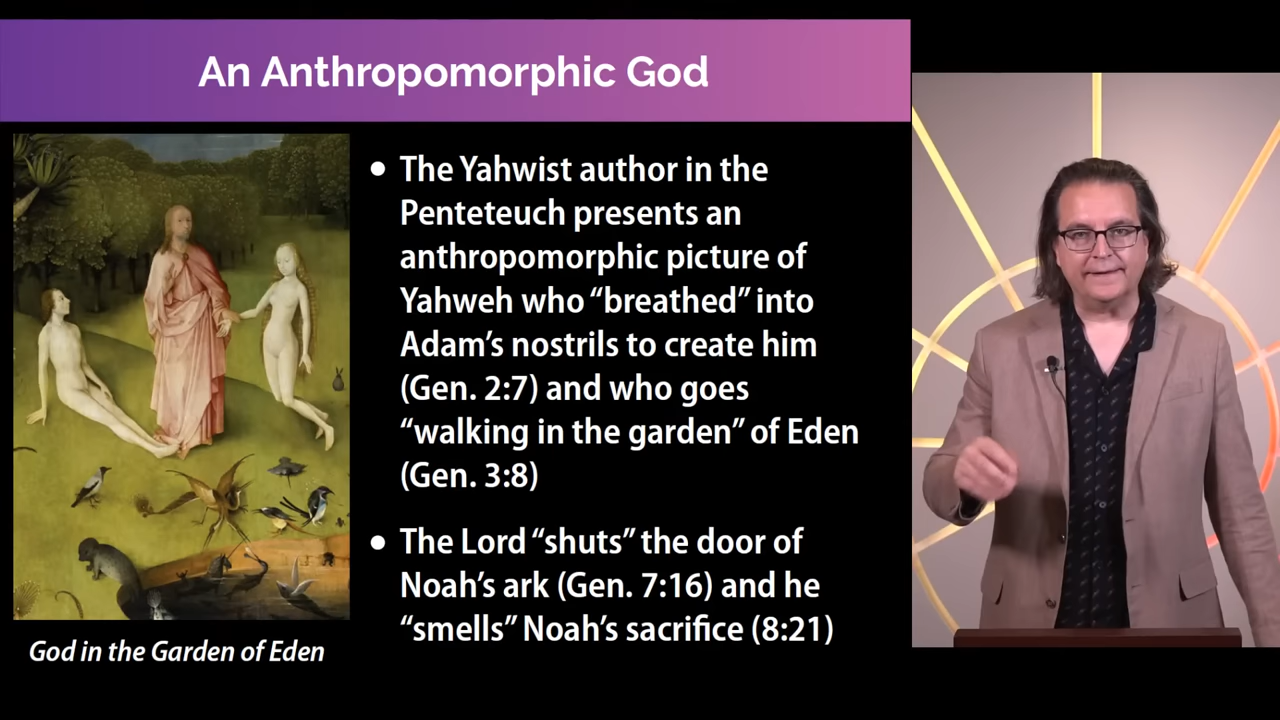 An Anthropomorphic God
• The Yahwist author in the
Penteteuch presents an
anthropomorphic picture of
Yahweh who “breathed” into
Adam’s nostrils to create him
(Gen. 2:7) and who goes
“walking in the garden” of Eden
(Gen. 3:8)
• The Lord “shuts” the door of
Noah’s ark (Gen. 7:16) and he
“smells” Noah’s sacrifice (8:21)
God in the Garden of Eden